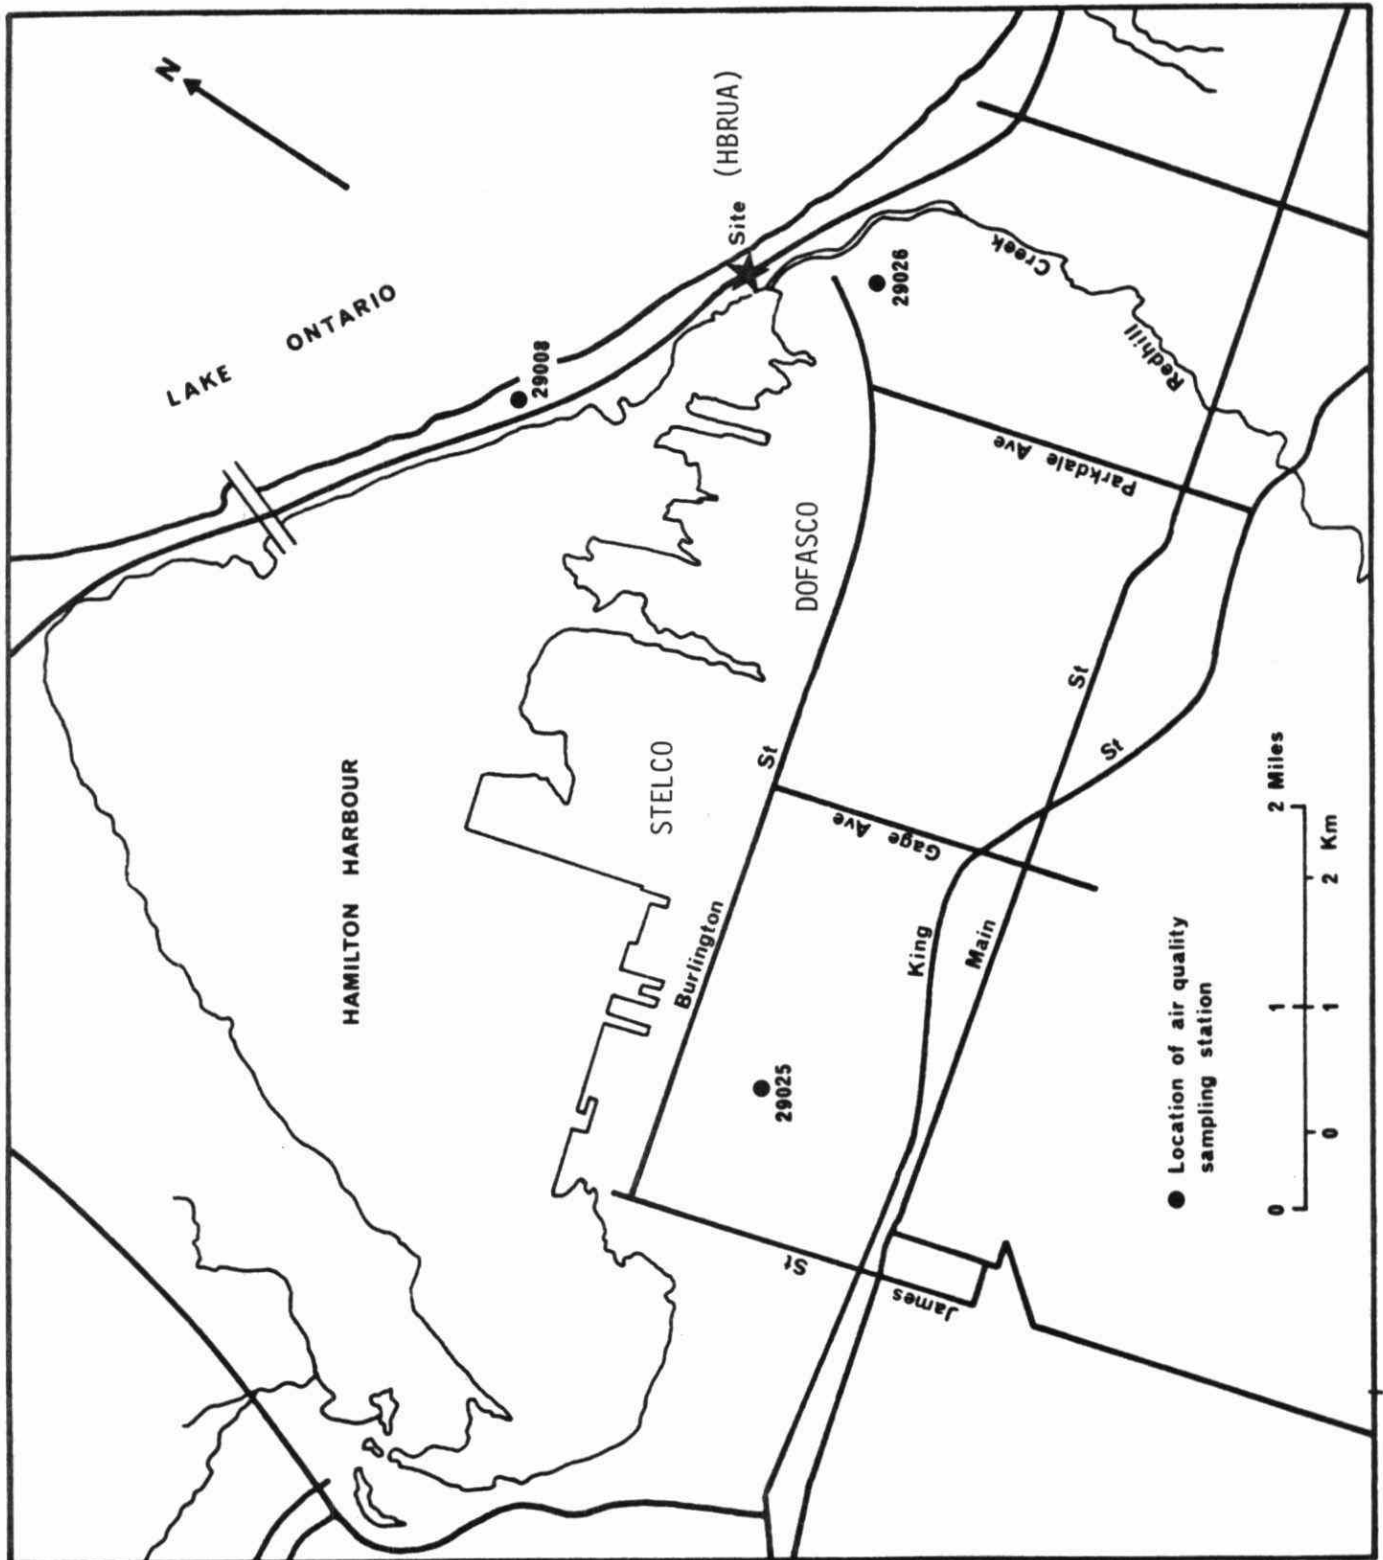 N
LAKE ONTARIO
Site (HBRUA)
29008
29026
Creek
Redhill
Parkdale Ave
DOFASCO
HAMILTON HARBOUR
STELCO
Burlington St
Gage Ave
King St
Main St
29025
James St
● Location of air quality
sampling station
0 1 2 Miles
0 1 2 Km